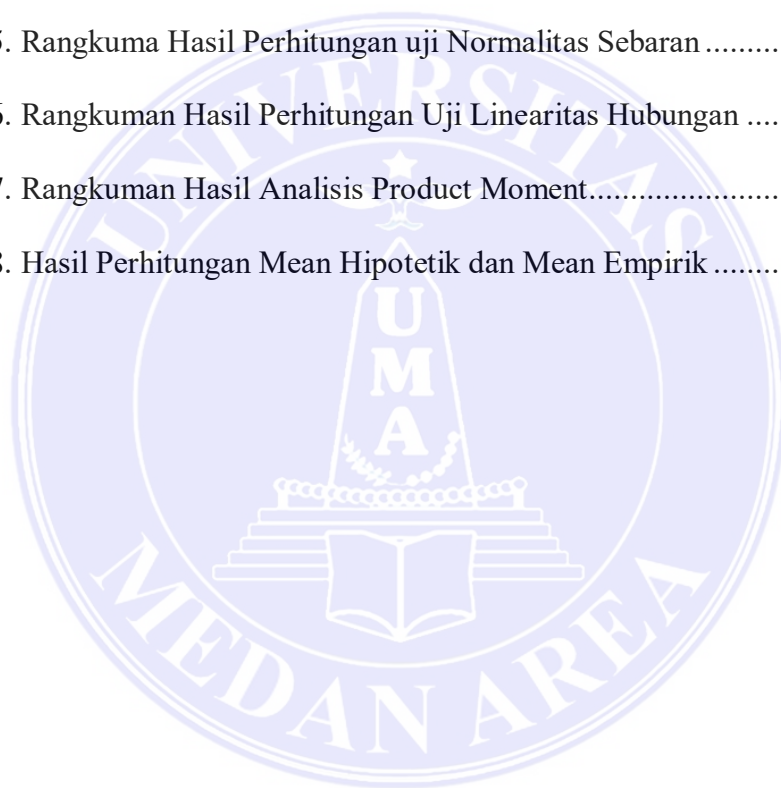 5. Rangkuma Hasil Perhitungan uji Normalitas Sebaran .........
6. Rangkuman Hasil Perhitungan Uji Linearitas Hubungan ....
7. Rangkuman Hasil Analisis Product Moment.......................
8. Hasil Perhitungan Mean Hipotetik dan Mean Empirik ........
UNIVERSITAS
UMA
MEDAN AREA